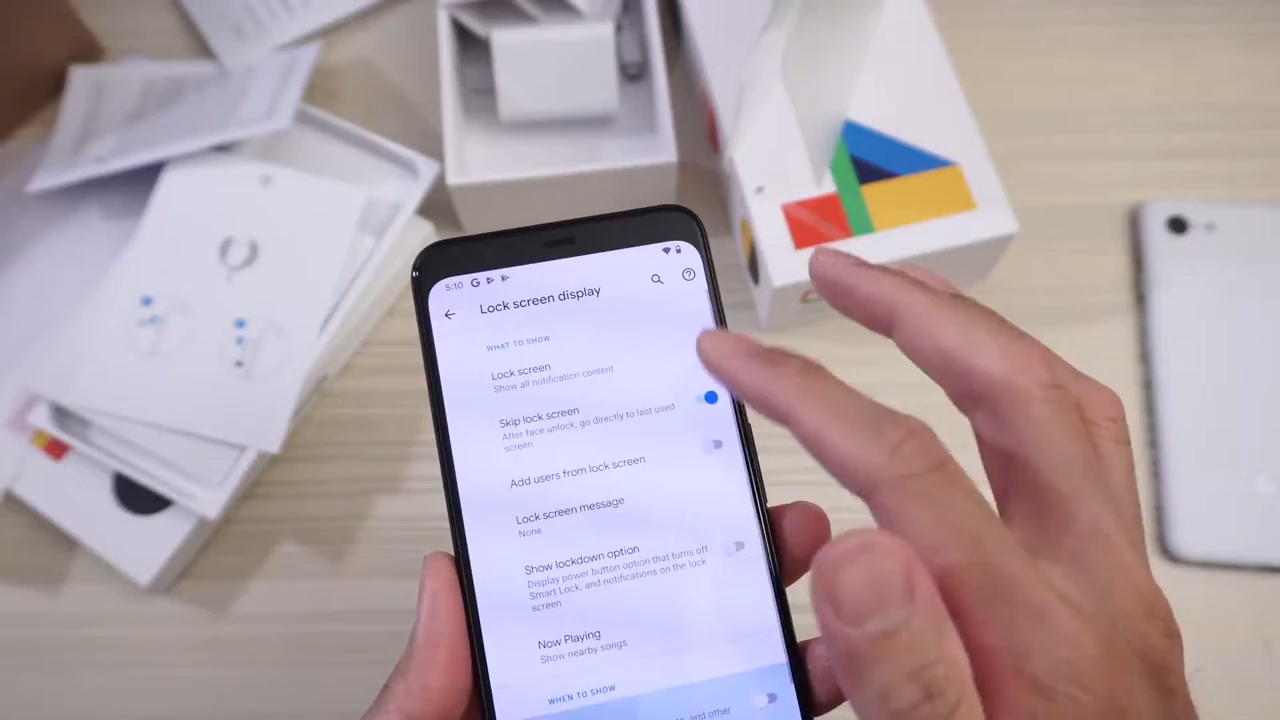 5:10
Lock screen display
WHAT TO SHOW
Lock screen
Show all notification content
Skip lock screen
After face unlock, go directly to last used
screen
Add users from lock screen
Lock screen message
None
Show lockdown option
Display power button option that turns off
Smart Lock, and notifications on the lock
screen
Now Playing
Show nearby songs
WHEN TO SHOW
and other